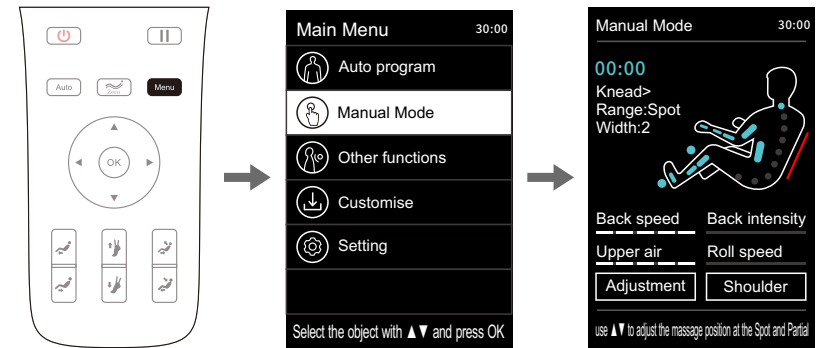 Auto
Zero
Menu
OK
Main Menu 30:00
Auto program
Manual Mode
Other functions
Customise
Setting
Select the object with ▲▼ and press OK
Manual Mode 30:00
00:00
Knead>
Range:Spot
Width:2
Back speed Back intensity
Upper air Roll speed
Adjustment Shoulder
use ▲▼ to adjust the massage position at the Spot and Partial